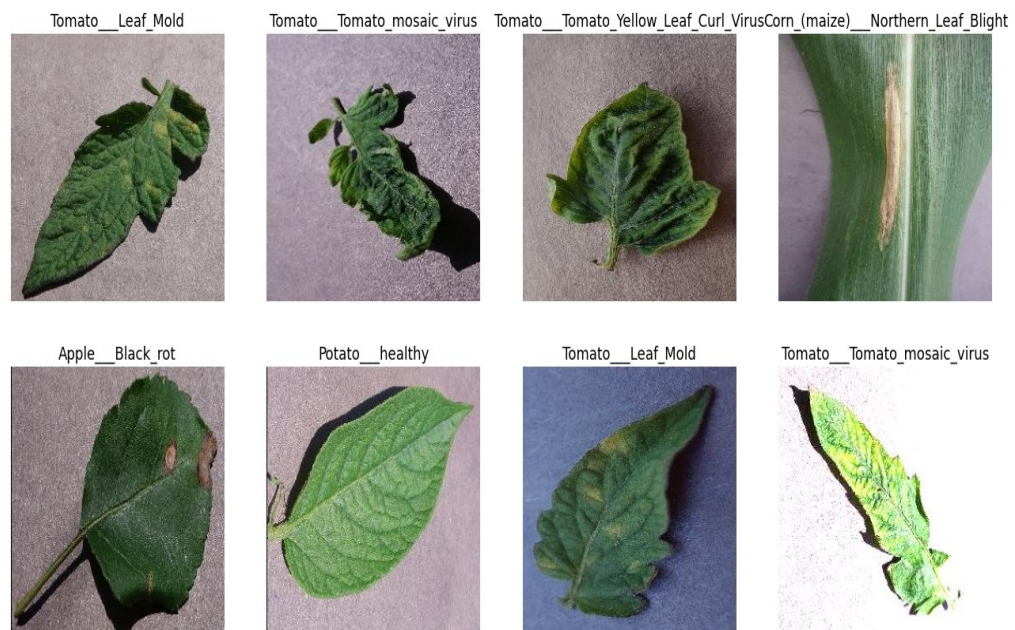 Tomato___Leaf_Mold
Tomato___Tomato_mosaic_virus
Tomato___Tomato_Yellow_Leaf_Curl_Virus
Corn_(maize)___Northern_Leaf_Blight
Apple___Black_rot
Potato___healthy
Tomato___Leaf_Mold
Tomato___Tomato_mosaic_virus